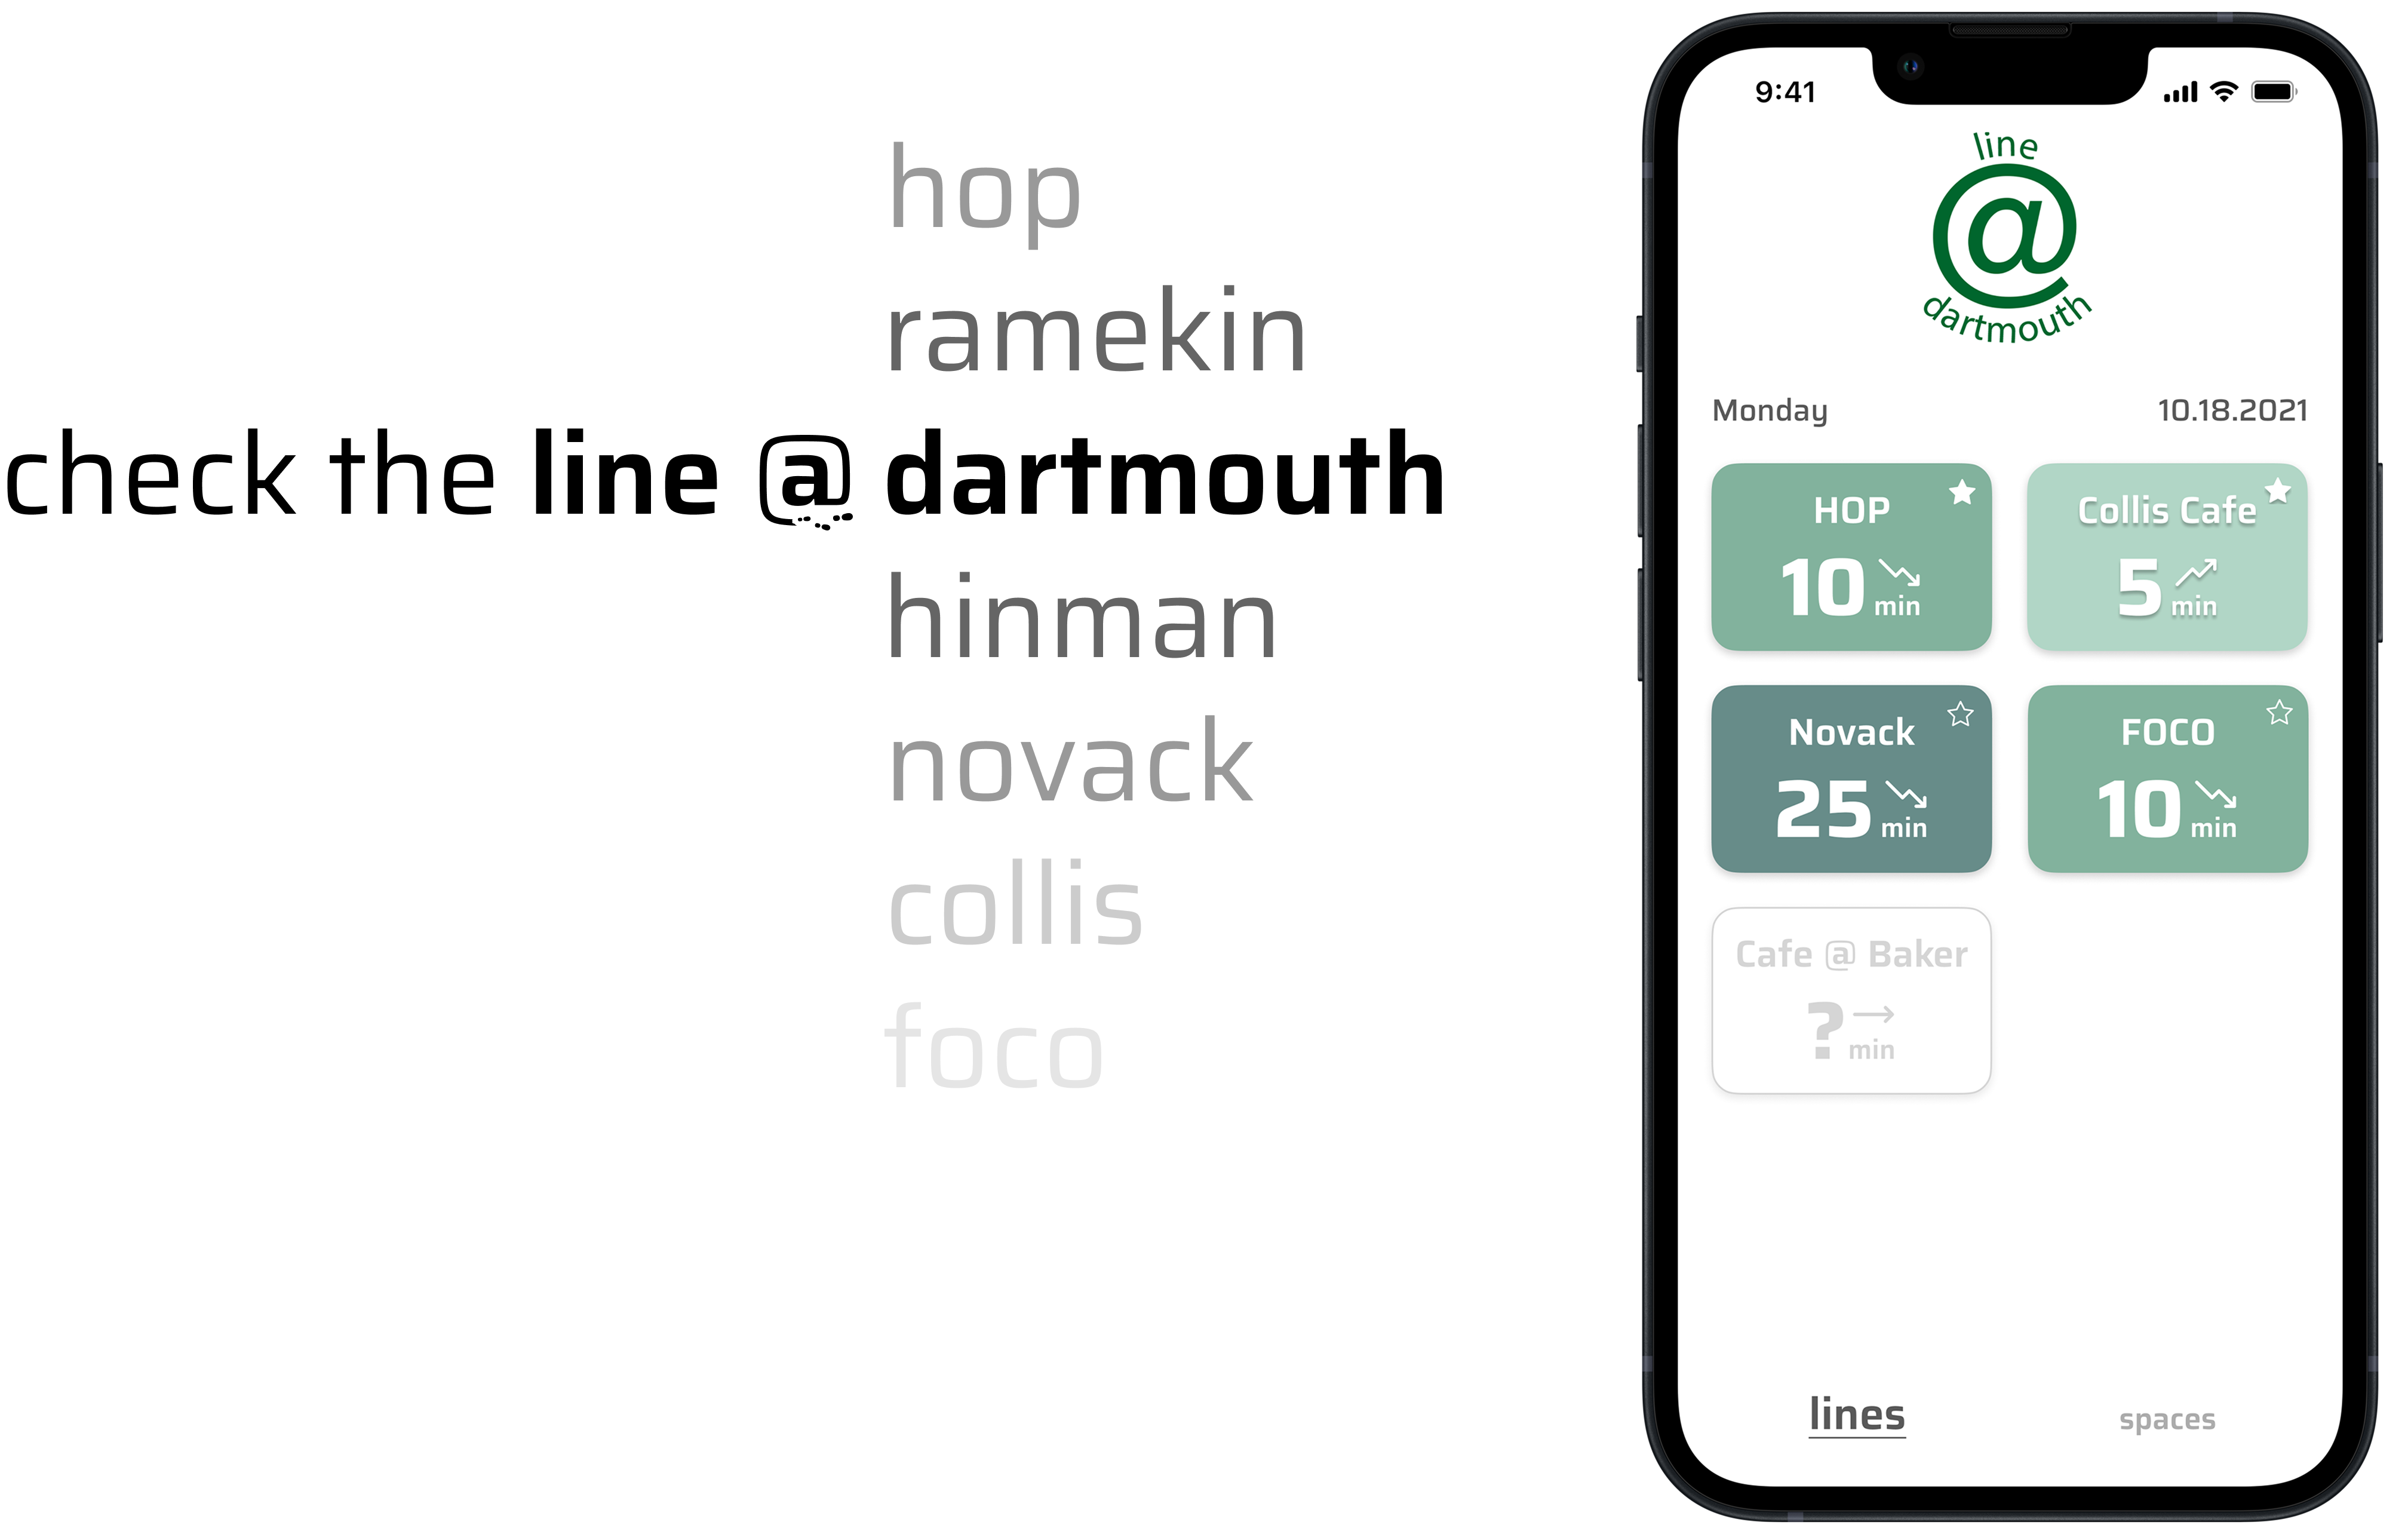 hop
ramekin
check the line @ dartmouth
hinman
novack
collis
foco
9:41
line
@
dartmouth
Monday 10.18.2021
HOP
10 min
Collis Cafe
5 min
Novack
25 min
FOCO
10 min
Cafe @ Baker
? min
lines spaces